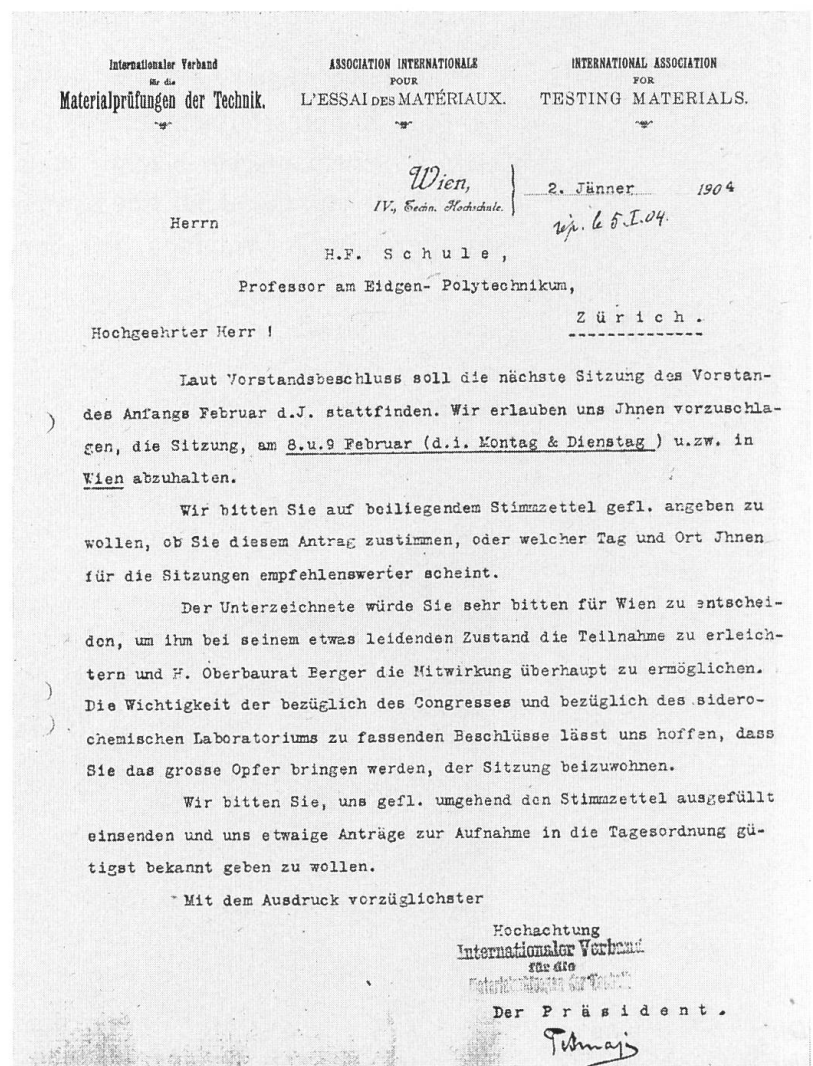 Internationaler Verband
für die
Materialprüfungen der Technik.
ASSOCIATION INTERNATIONALE
POUR
L'ESSAI DES MATÉRIAUX.
INTERNATIONAL ASSOCIATION
FOR
TESTING MATERIALS.
Wien,
IV., Techn. Hochschule.
2. Jänner 1904
rép. le 5.I.04.
Herrn
H.F. Schule,
Professor am Eidgen- Polytechnikum,
Zürich.
Hochgeehrter Herr !
Laut Vorstandsbeschluss soll die nächste Sitzung des Vorstan-
des Anfangs Februar d.J. stattfinden. Wir erlauben uns Jhnen vorzuschla-
gen, die Sitzung, am 8.u.9 Februar (d.i. Montag & Dienstag ) u.zw. in
Wien abzuhalten.
Wir bitten Sie auf beiliegendem Stimmzettel gefl. angeben zu
wollen, ob Sie diesem Antrag zustimmen, oder welcher Tag und Ort Jhnen
für die Sitzungen empfehlenswerter scheint.
Der Unterzeichnete würde Sie sehr bitten für Wien zu entschei-
den, um ihm bei seinem etwas leidenden Zustand die Teilnahme zu erleich-
tern und H. Oberbaurat Berger die Mitwirkung überhaupt zu ermöglichen.
Die Wichtigkeit der bezüglich des Congresses und bezüglich des sidero-
chemischen Laboratoriums zu fassenden Beschlüsse lässt uns hoffen, dass
Sie das grosse Opfer bringen werden, der Sitzung beizuwohnen.
Wir bitten Sie, uns gefl. umgehend den Stimmzettel ausgefüllt
einsenden und uns etwaige Anträge zur Aufnahme in die Tagesordnung gü-
tigst bekannt geben zu wollen.
Mit dem Ausdruck vorzüglichster
Hochachtung
Internationaler Verband
für die
Materialprüfungen der Technik
Der Präsident.
Tetmajer